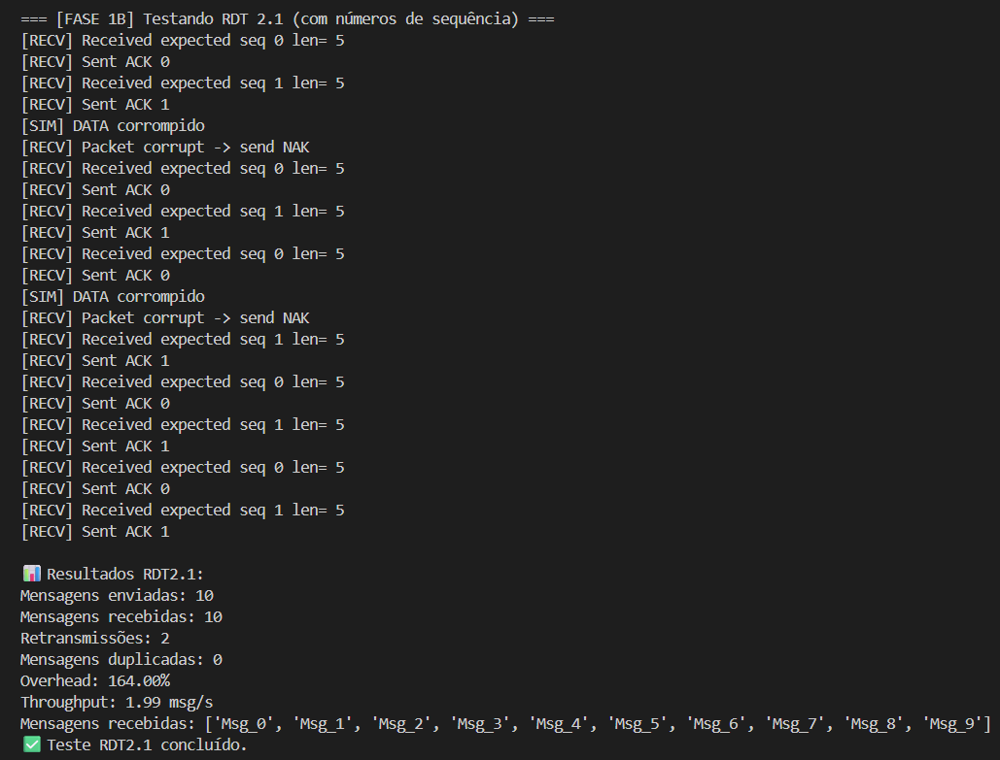 === [FASE 1B] Testando RDT 2.1 (com números de sequência) ===
[RECV] Received expected seq 0 len= 5
[RECV] Sent ACK 0
[RECV] Received expected seq 1 len= 5
[RECV] Sent ACK 1
[SIM] DATA corrompido
[RECV] Packet corrupt -> send NAK
[RECV] Received expected seq 0 len= 5
[RECV] Sent ACK 0
[RECV] Received expected seq 1 len= 5
[RECV] Sent ACK 1
[RECV] Received expected seq 0 len= 5
[RECV] Sent ACK 0
[SIM] DATA corrompido
[RECV] Packet corrupt -> send NAK
[RECV] Received expected seq 1 len= 5
[RECV] Sent ACK 1
[RECV] Received expected seq 0 len= 5
[RECV] Sent ACK 0
[RECV] Received expected seq 1 len= 5
[RECV] Sent ACK 1
[RECV] Received expected seq 0 len= 5
[RECV] Sent ACK 0
[RECV] Received expected seq 1 len= 5
[RECV] Sent ACK 1
📊 Resultados RDT2.1:
Mensagens enviadas: 10
Mensagens recebidas: 10
Retransmissões: 2
Mensagens duplicadas: 0
Overhead: 164.00%
Throughput: 1.99 msg/s
Mensagens recebidas: ['Msg_0', 'Msg_1', 'Msg_2', 'Msg_3', 'Msg_4', 'Msg_5', 'Msg_6', 'Msg_7', 'Msg_8', 'Msg_9']
✅ Teste RDT2.1 concluído.